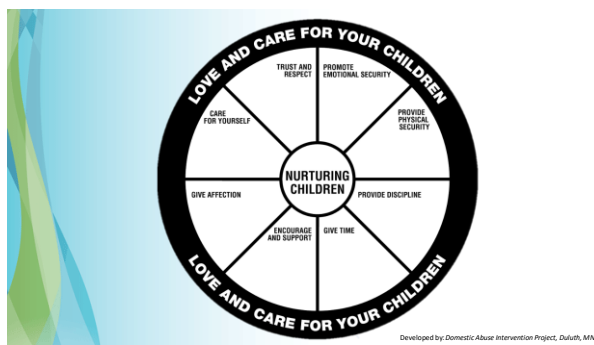 LOVE AND CARE FOR YOUR CHILDREN
TRUST AND
RESPECT
PROMOTE
EMOTIONAL SECURITY
CARE
FOR YOURSELF
PROVIDE
PHYSICAL
SECURITY
NURTURING
CHILDREN
GIVE AFFECTION
PROVIDE DISCIPLINE
ENCOURAGE
AND SUPPORT
GIVE TIME
LOVE AND CARE FOR YOUR CHILDREN
Developed by: Domestic Abuse Intervention Project, Duluth, MN